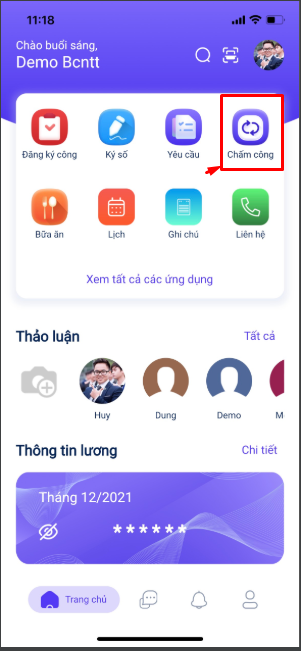 11:18
Chào buổi sáng,
Demo Bcntt
Đăng ký công
Ký số
Yêu cầu
Chấm công
Bữa ăn
Lịch
Ghi chú
Liên hệ
Xem tất cả các ứng dụng
Thảo luận
Tất cả
Huy
Dung
Demo
M
Thông tin lương
Chi tiết
Tháng 12/2021
******
Trang chủ